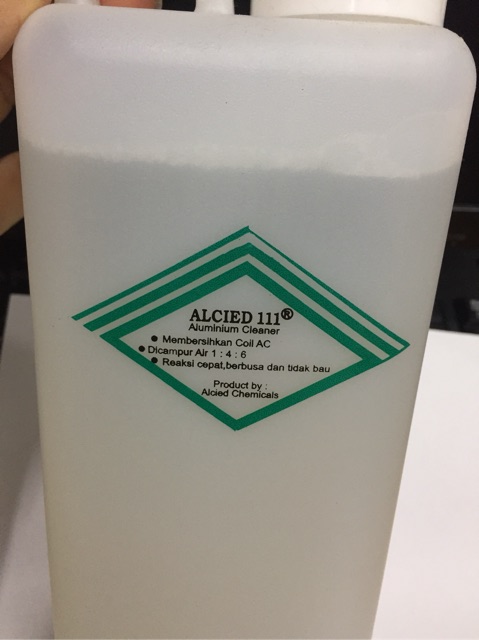 ALCIED 111®
Aluminium Cleaner
● Membersihkan Coil AC
● Dicampur Air 1 : 4 : 6
● Reaksi cepat,berbusa dan tidak bau
Product by :
Alcied Chemicals